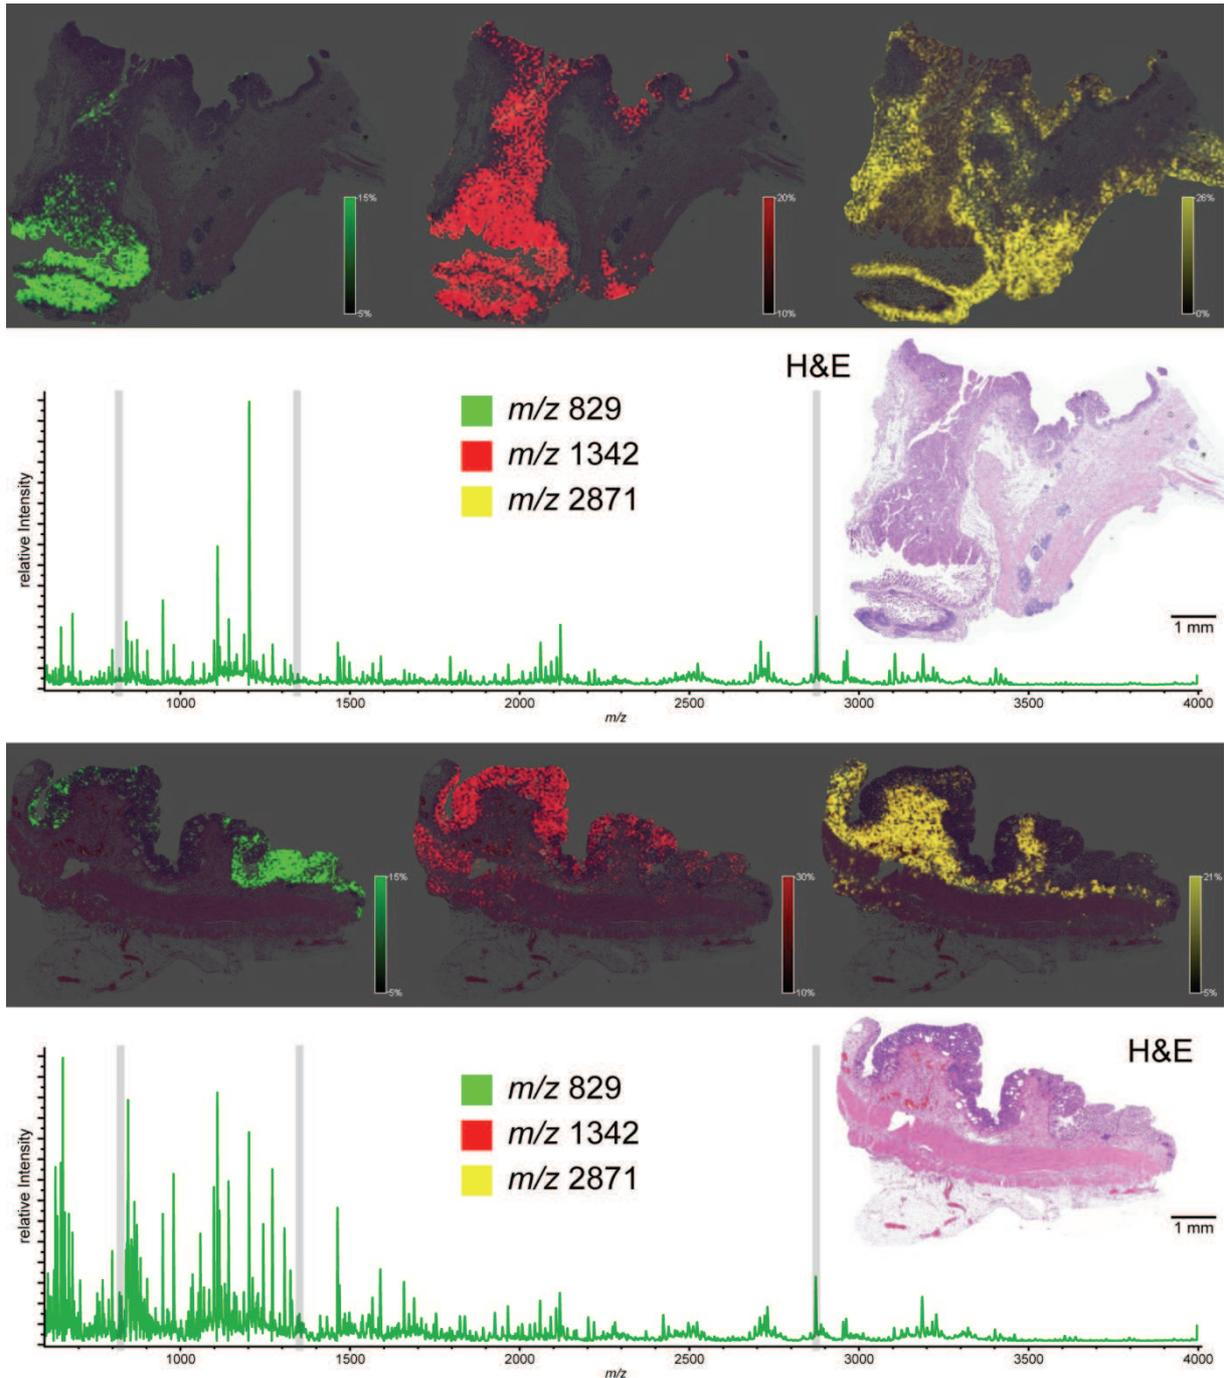 15%
5%
20%
10%
26%
0%
H&E
m/z 829
m/z 1342
m/z 2871
relative Intensity
1 mm
1000 1500 2000 2500 3000 3500 4000
m/z
15%
5%
30%
10%
21%
5%
H&E
m/z 829
m/z 1342
m/z 2871
relative Intensity
1 mm
1000 1500 2000 2500 3000 3500 4000
m/z